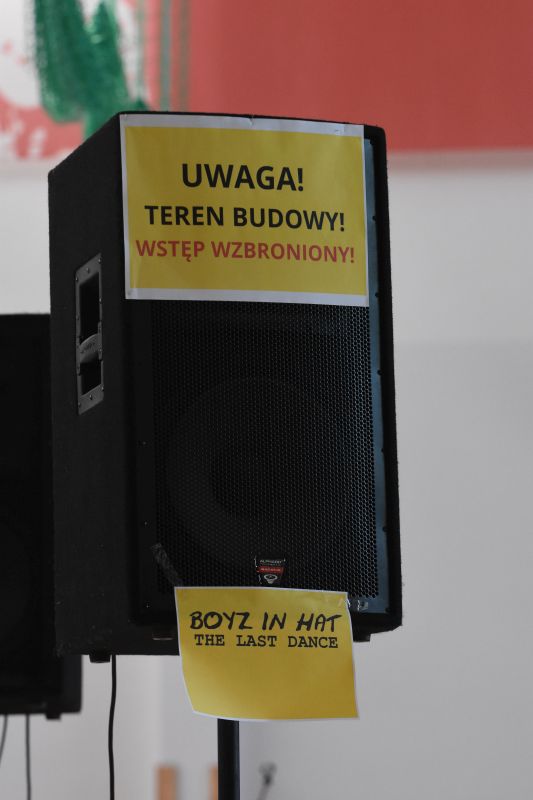 UWAGA!
TEREN BUDOWY!
WSTĘP WZBRONIONY!
BOYZ IN HAT
THE LAST DANCE